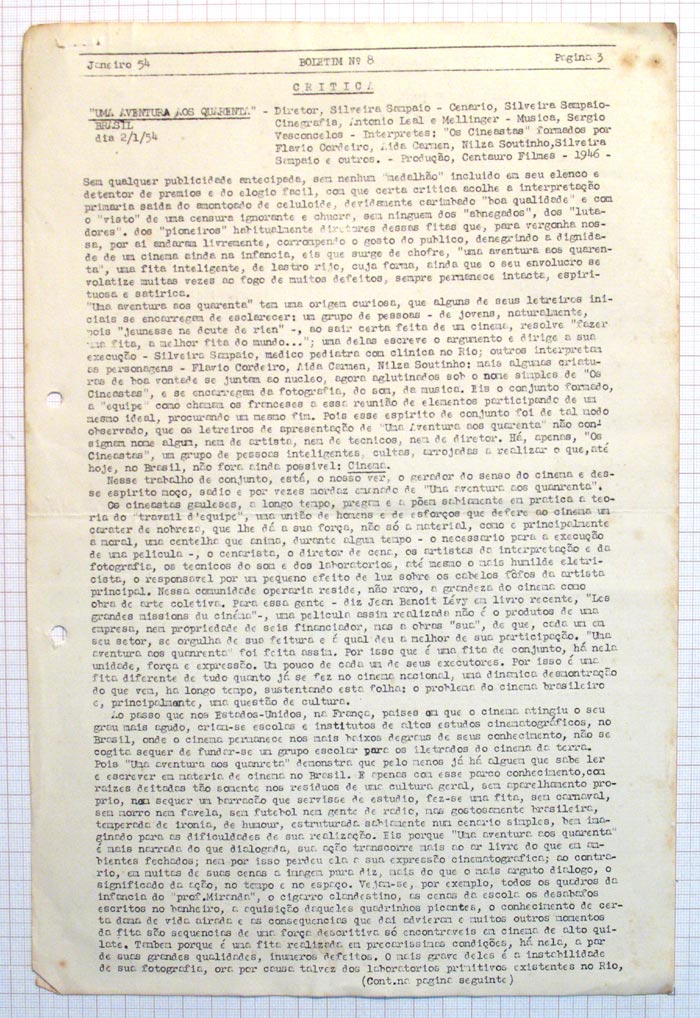 Janeiro 54 BOLETIM Nº 8 Pagina 3
C R I T I C A
"UMA AVENTURA AOS QUARENTA" - Diretor, Silveira Sampaio - Cenario, Silveira Sampaio-
BRASIL Cinegrafia, Antonio Leal e Mellinger - Musica, Sergio
dia 2/1/54 Vasconcelos - Interpretes: "Os Cineastas" formados por
Flavio Cordeiro, Aida Carmen, Nilza Soutinho,Silveira
Sampaio e outros. - Produção, Centauro Filmes - 1946 -
Sem qualquer publicidade antecipada, sem nenhum "medalhão" incluido em seu elenco e
detentor de premios e do elogio facil, com que certa critica acolhe a interpretação
primaria saida do amontoado de celuloide, devidamente carimbado "boa qualidade" e com
o "visto" de uma censura ignorante e chucra, sem ninguem dos "abnegados", dos "luta-
dores". dos "pioneiros" habitualmente diretores dessas fitas que, para vergonha nos-
sa, por ai andaram livremente, corrompendo o gosto do publico, denegrindo a dignida-
de de um cinema ainda na infancia, eis que surge de chofre, "uma aventura aos quaren-
ta", uma fita inteligente, de lastro rijo, cuja forma, ainda que o seu envolucro se
volatize muitas vezes ao fogo de muitos defeitos, sempre permanece intacta, espiri-
tuosa e satirica.
"Uma aventura aos quarenta" tem uma origem curiosa, que alguns de seus letreiros ini-
ciais se encarregam de esclarecer: um grupo de pessoas - de jovens, naturalmente,
pois "jeunesse ne doute de rien" -, ao sair certa feita de um cinema, resolve "fazer
uma fita, a melhor fita do mundo..."; uma delas escreve o argumento e dirige a sua
execução - Silveira Sampaio, medico pediatra com clinica no Rio; outros interpretam
as personagens - Flavio Cordeiro, Aida Carmen, Nilza Soutinho: mais algumas criatu-
ras de boa vontade se juntam ao nucleo, agora aglutinados sob o nome simples de "Os
Cineastas", e se encarregam da fotografia, do som, da musica. Eis o conjunto formado,
a "equipe" como chamam os franceses a essa reunião de elementos participando de um
mesmo ideal, procurando um mesmo fim. Pois esse espirito de conjunto foi de tal modo
observado, que os letreiros de apresentação de "Uma Aventura aos quarenta" não con-
signam nome algum, nem de artista, nem de tecnicos, nem de diretor. Há, apenas, "Os
Cineastas", um grupo de pessoas inteligentes, cultas, arrojadas a realizar o que,até
hoje, no Brasil, não fora ainda possivel: Cinema.
Nesse trabalho de conjunto, está, o nosso ver, o gerador do senso do cinema e des-
se espirito moço, sadio e por vezes mordaz emanado de "Uma aventura aos quanrenta".
Os cineastas gauleses, a longo tempo, pregam e a põem sabiamente em pratica a teo-
ria do "travail d'equipe", uma união de homens e de esforços que defere ao cinema um
carater de nobreza, que lhe dá a sua força, não só a material, como e principalmente
a moral, uma centelha que anima, durante algum tempo - o necessario para a execução
de uma pelicula -, o cenarista, o diretor de cena, os artistas da interpretação e da
fotografia, os tecnicos do som e dos laboratorios, até mesmo o mais humilde eletri-
cista, o responsavel por um pequeno efeito de luz sobre os cabelos fôfos da artista
principal. Nessa comunidade operaria reside, não raro, a grandeza do cinema como
obra de arte coletiva. Para essa gente - diz Jean Benoit Lévy em livro recente, "Les
grandes missions du cinéma"-, uma pelicula assim realizada não é o produtos de uma
empresa, nem propriedade de seis financiador, mas a obras "sua", de que, cada um em
seu setor, se orgulha de sua feitura e é qual deu a melhor de sua participação. "Uma
aventura aos quanrenta" foi feita assim. Por isso que é uma fita de conjunto, há nela
unidade, força e expressão. Um pouco de cada um de seus executores. Por isso é uma
fita diferente de tudo quanto já se fez no cinema nacional, uma dinamica desmontração
do que vem, ha longo tempo, sustentando esta folha: o problema do cinema brasileiro
e, principalmente, uma questão de cultura.
Ao passo que nos Estados-Unidos, na França, paises em que o cinema atingiu o seu
grau mais agudo, criam-se escolas e institutos de altos estudos cinematográficos, no
Brasil, onde o cinema permanece nos mais baixos degraus de seus conhecimento, não se
cogita sequer de fundar-se um grupo escolar para os iletrados do cinema da terra.
Pois "Uma aventura aos quareta" demonstra que pelo menos já há alguem que sabe ler
e escrever em materia de cinema no Brasil. E apenas com esse parco conhecimento,com
raizes deitadas tão somente nos residuos de uma cultura geral, sem aparelhamento pro-
prio, nem sequer um barracão que servisse de estudio, fez-se uma fita, sem carnaval,
sem morro nem favela, sem futebol nem gente de radio, mas gostosamente brasileira,
temperada de ironia, de humour, estruturada sabiamente num cenario simples, bem ima-
ginado para as dificuldades de sua realização. Eis porque "Uma aventura aos quarenta"
é mais narrada do que dialogada, sua ação transcorre mais ao ar livre do que em am-
bientes fechados; nem por isso perdeu ela a sua expressão cinematografica; ao contra-
rio, em muitas de suas cenas a imagem pura diz, mais do que o mais arguto dialogo, o
significado da ação, no tempo e no espaço. Vejam-se, por exemplo, todos os quadros da
infancia do "prof.Miranda", o cigarro clandestino, as cenas da escola os desabafos
escritos no banheiro, a aquisição daqueles quadrinhos picantes, o conhecimento de cer-
ta dama de vida airada e as consequencias que dai advieram e muitos outros momentos
da fita são sequencias de uma força descritiva só encontraveis em cinema de alto qui-
late. Tambem porque é uma fita realizada em precarissimas condições, há nela, a par
de suas grandes qualidades, inumeros defeitos. O mais grave deles é a instabilidade
de sua fotografia, ora por causa talvez dos laboratorios primitivos existentes no Rio,
(Cont.na pagina seguinte)